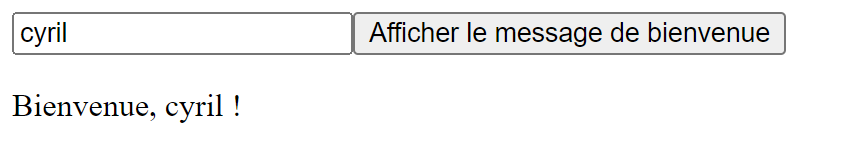 cyril Afficher le message de bienvenue
Bienvenue, cyril !